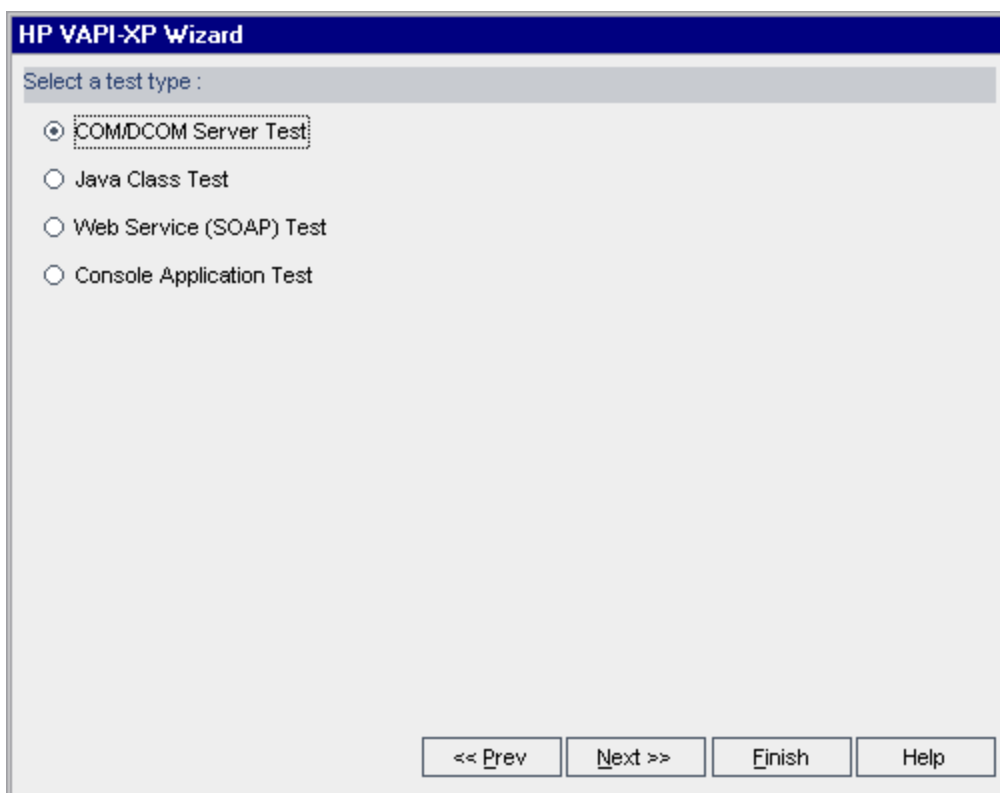 HP VAPI-XP Wizard
Select a test type :
COM/DCOM Server Test
Java Class Test
Web Service (SOAP) Test
Console Application Test
<< Prev Next >> Finish Help